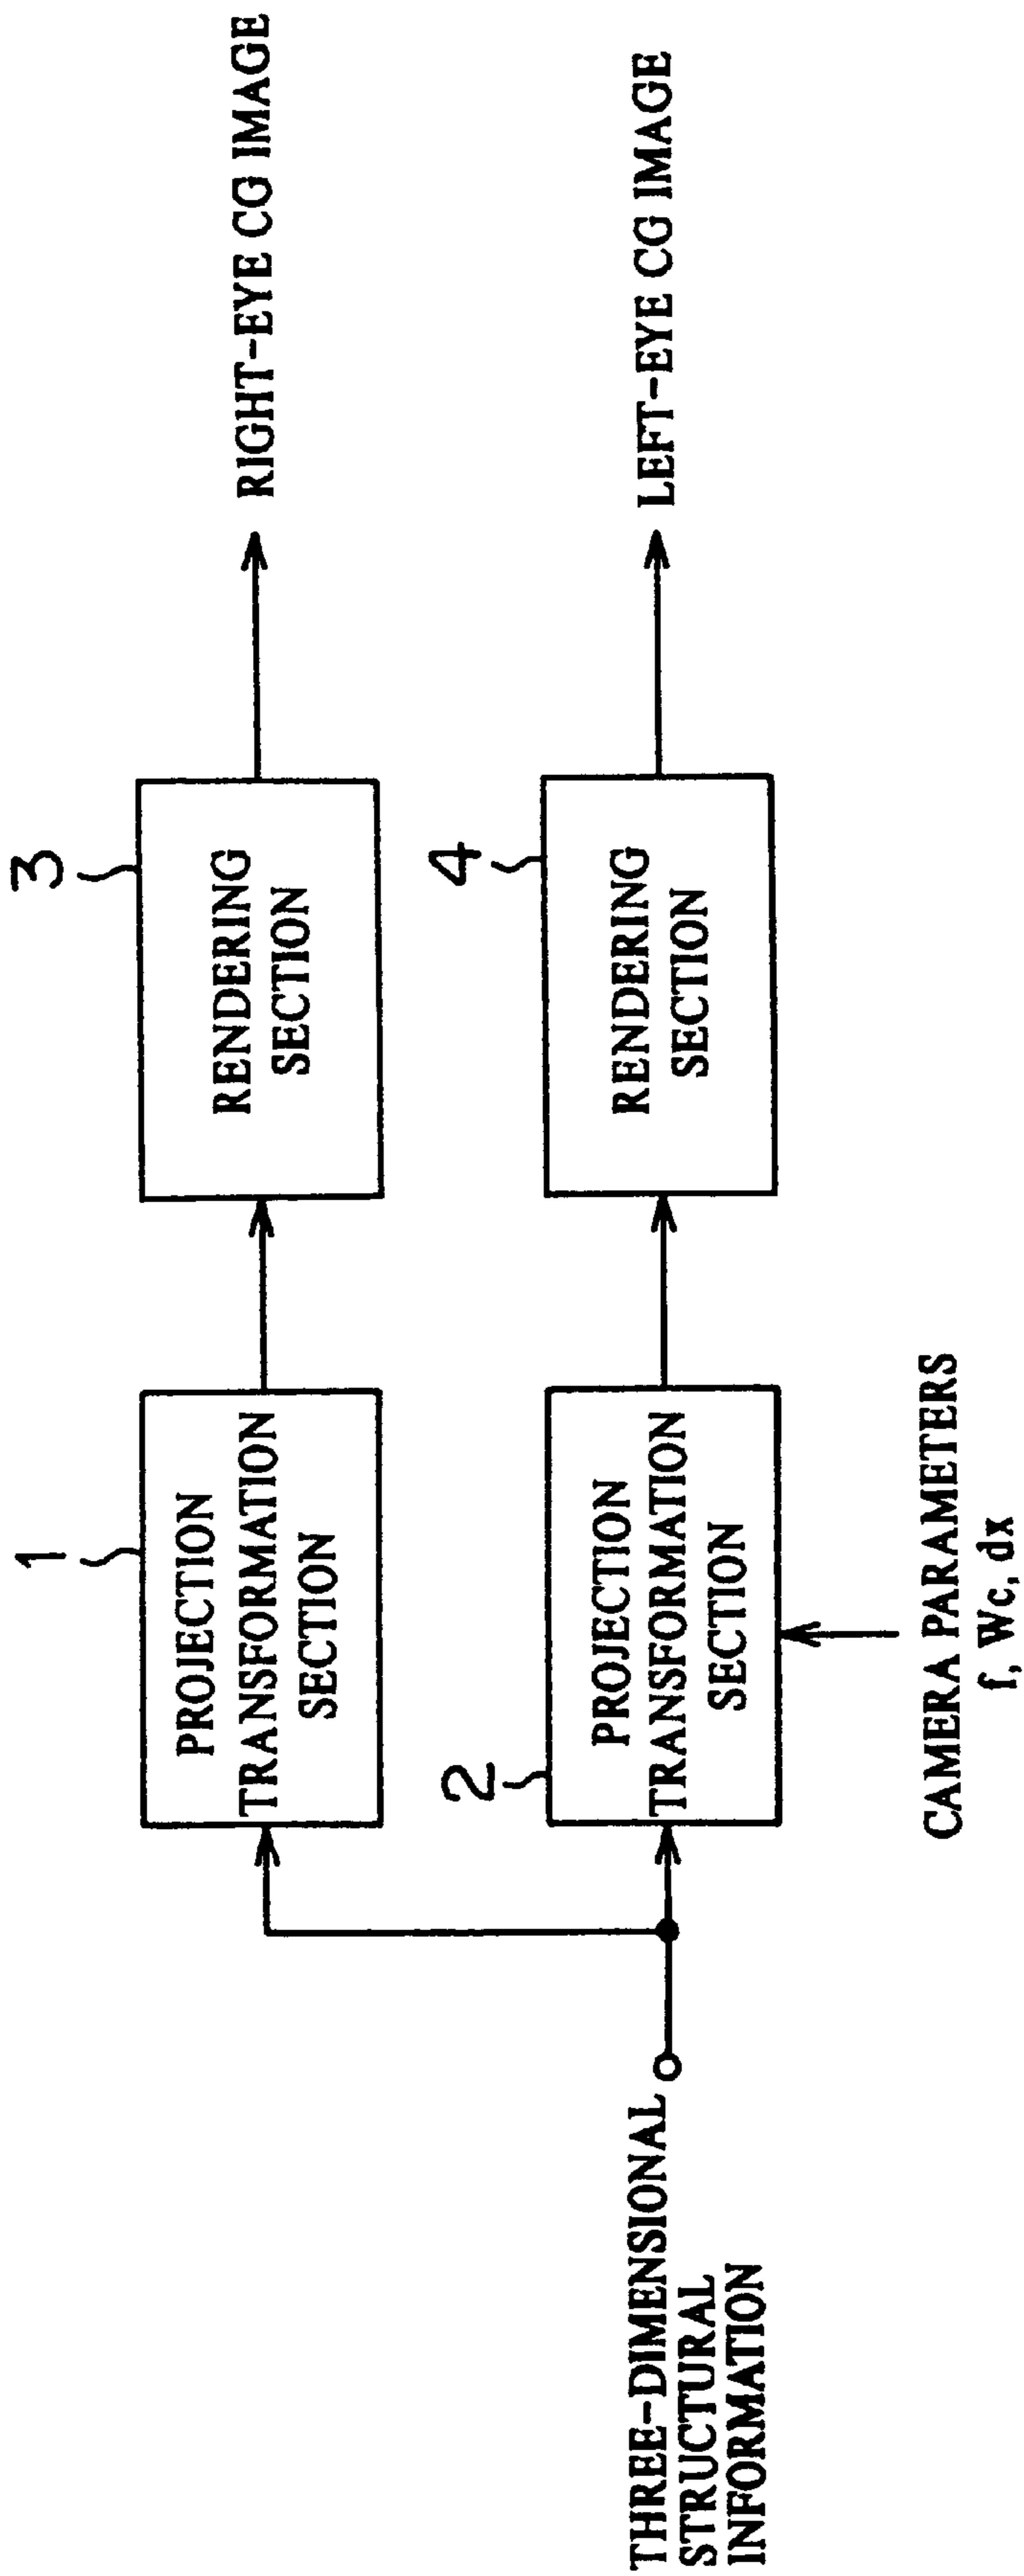 3
RENDERING
SECTION
RIGHT-EYE CG IMAGE
1
PROJECTION
TRANSFORMATION
SECTION
4
RENDERING
SECTION
LEFT-EYE CG IMAGE
2
PROJECTION
TRANSFORMATION
SECTION
THREE-DIMENSIONAL
STRUCTURAL
INFORMATION
CAMERA PARAMETERS
f, Wc, dx